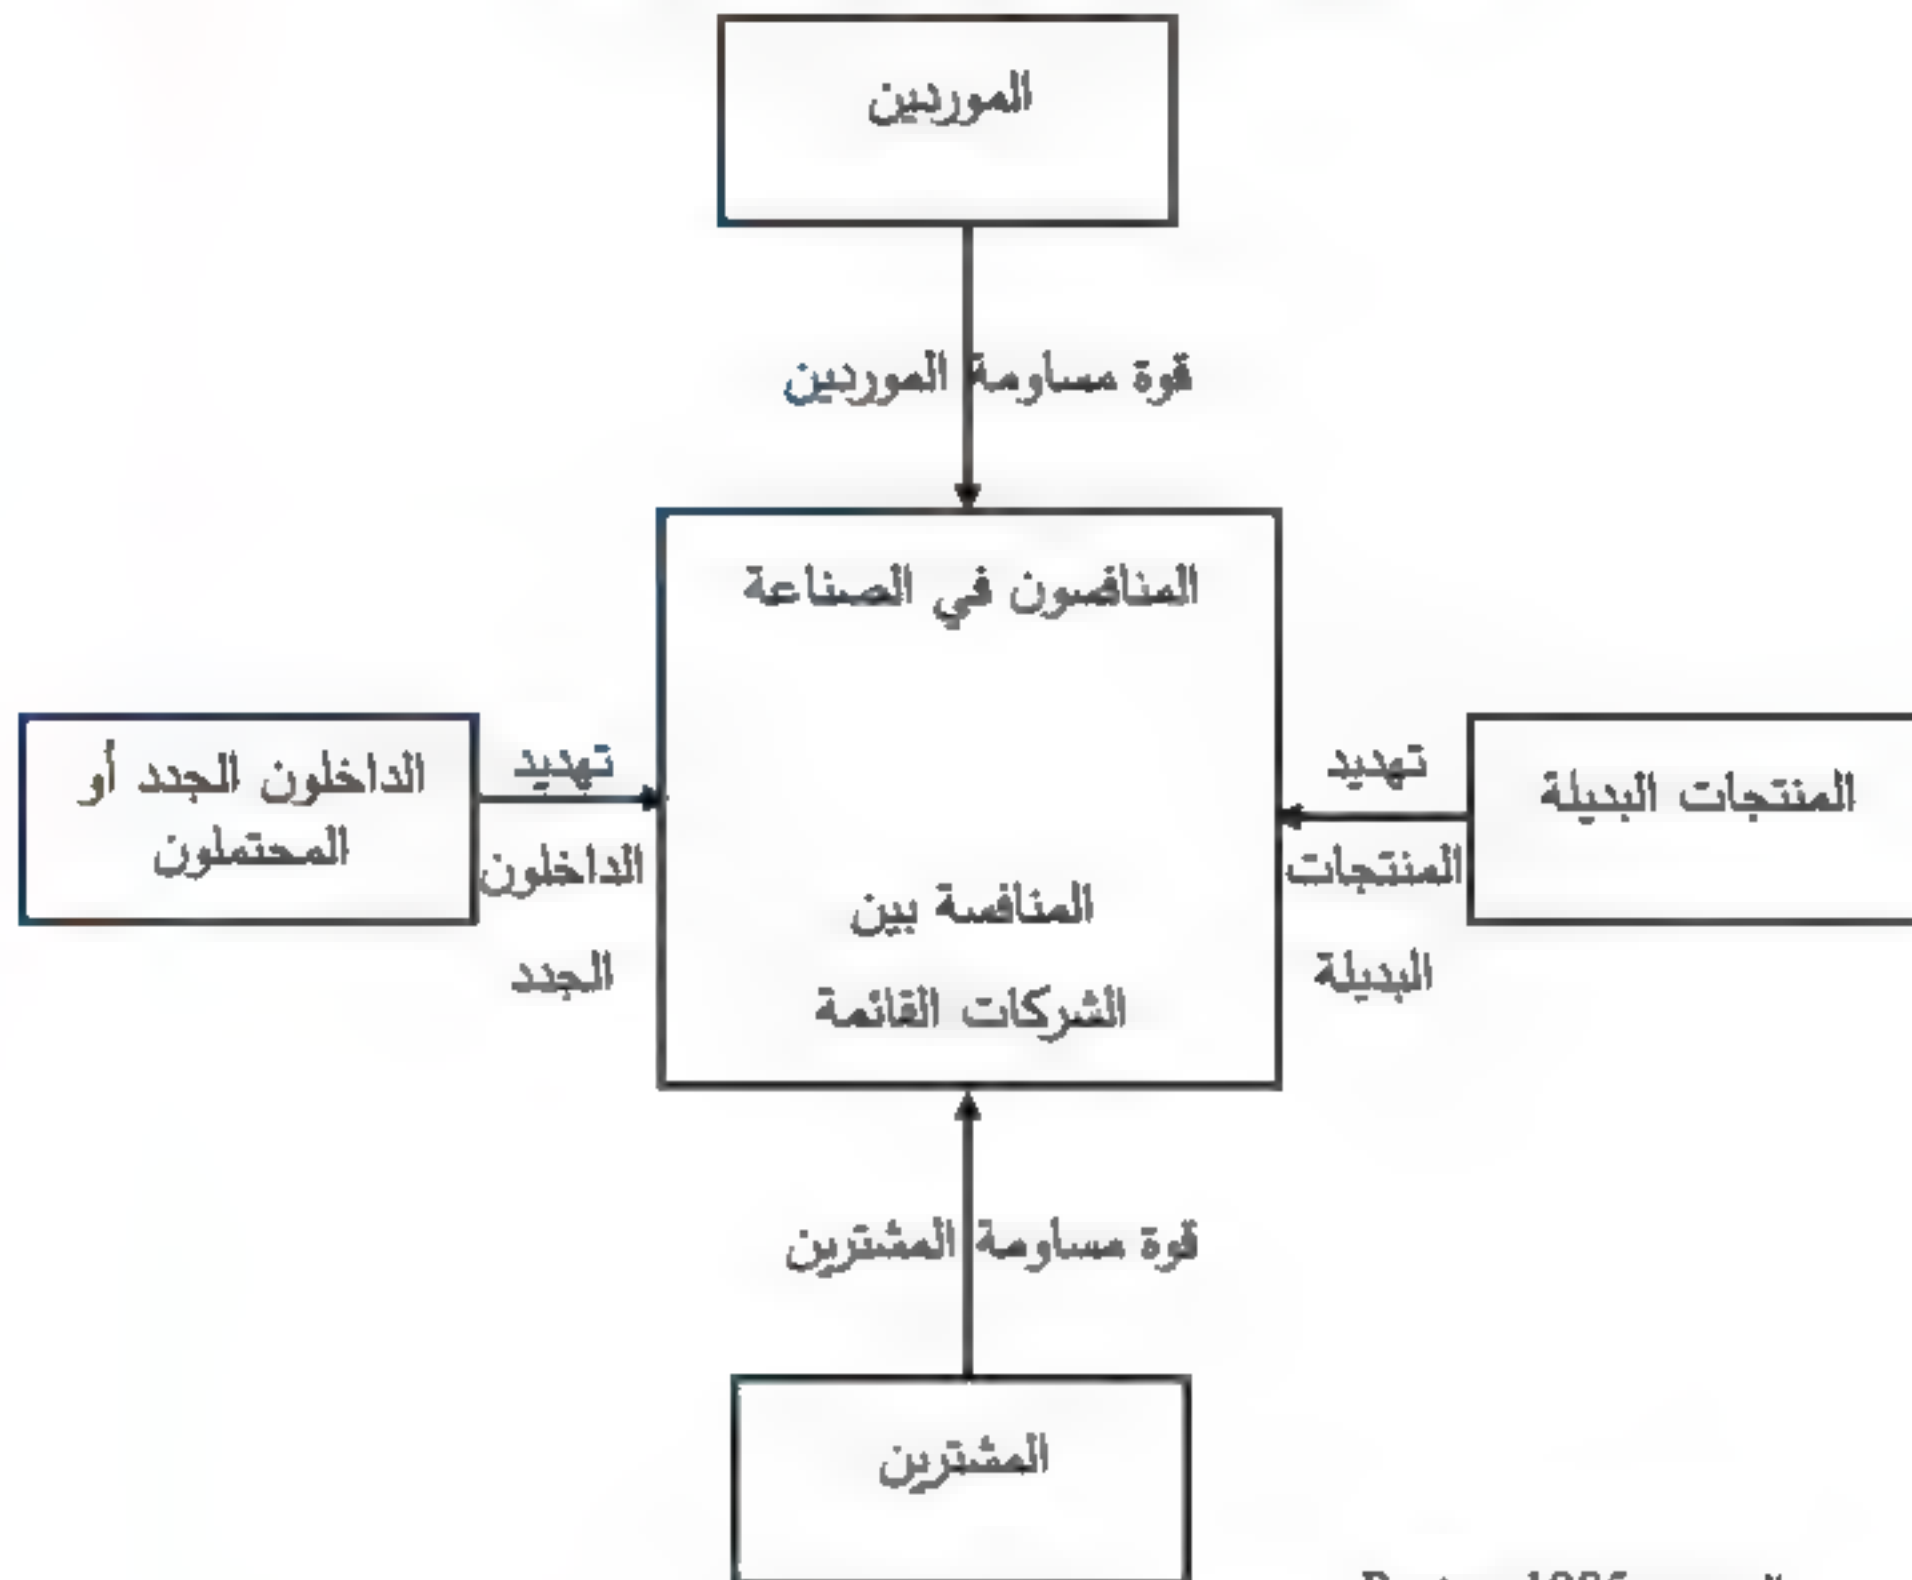 الموردين
قوة مساومة الموردين
المنافسون في الصناعة
المنافسة بين
الشركات القائمة
الداخلون الجدد أو
المحتملون
تهديد
الداخلون
الجدد
تهديد
المنتجات
البديلة
المنتجات البديلة
قوة مساومة المشترين
المشترين